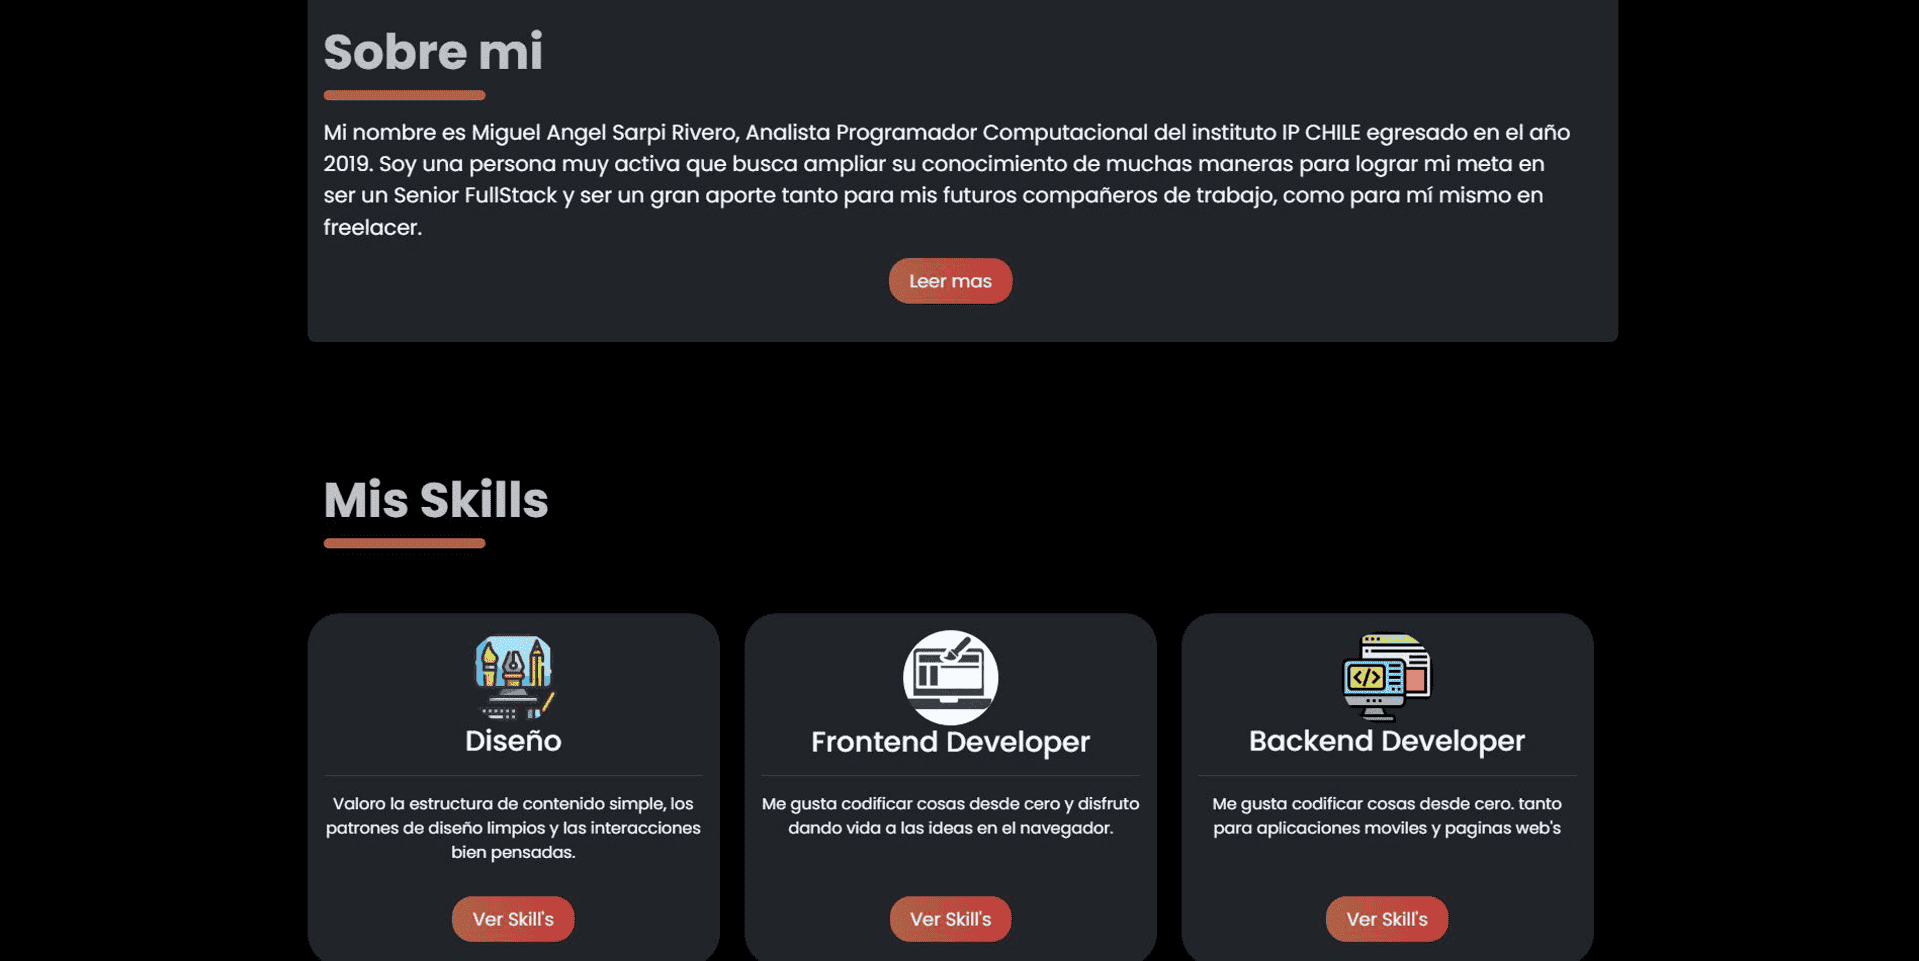 Sobre mi
Mi nombre es Miguel Angel Sarpi Rivero, Analista Programador Computacional del instituto IP CHILE egresado en el año
2019. Soy una persona muy activa que busca ampliar su conocimiento de muchas maneras para lograr mi meta en
ser un Senior FullStack y ser un gran aporte tanto para mis futuros compañeros de trabajo, como para mí mismo en
freelacer.
Leer mas
Mis Skills
Diseño
Valoro la estructura de contenido simple, los
patrones de diseño limpios y las interacciones
bien pensadas.
Ver Skill's
Frontend Developer
Me gusta codificar cosas desde cero y disfruto
dando vida a las ideas en el navegador.
Ver Skill's
</>
Backend Developer
Me gusta codificar cosas desde cero. tanto
para aplicaciones moviles y paginas web's
Ver Skill's